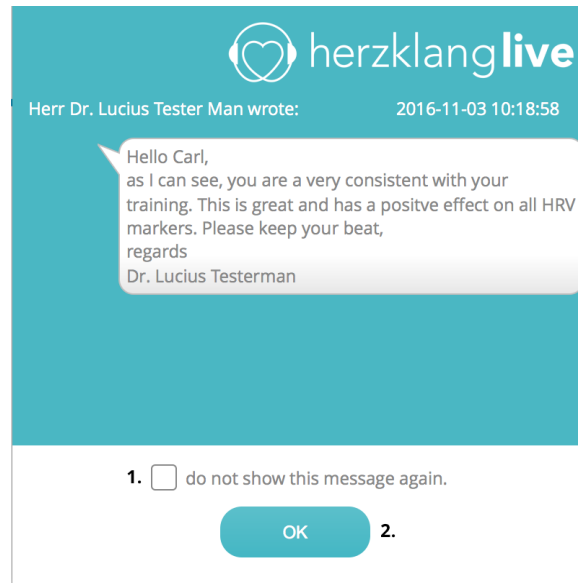 herzklanglive
Herr Dr. Lucius Tester Man wrote: 2016-11-03 10:18:58
Hello Carl,
as I can see, you are a very consistent with your
training. This is great and has a positve effect on all HRV
markers. Please keep your beat,
regards
Dr. Lucius Testerman
1. do not show this message again.
OK 2.